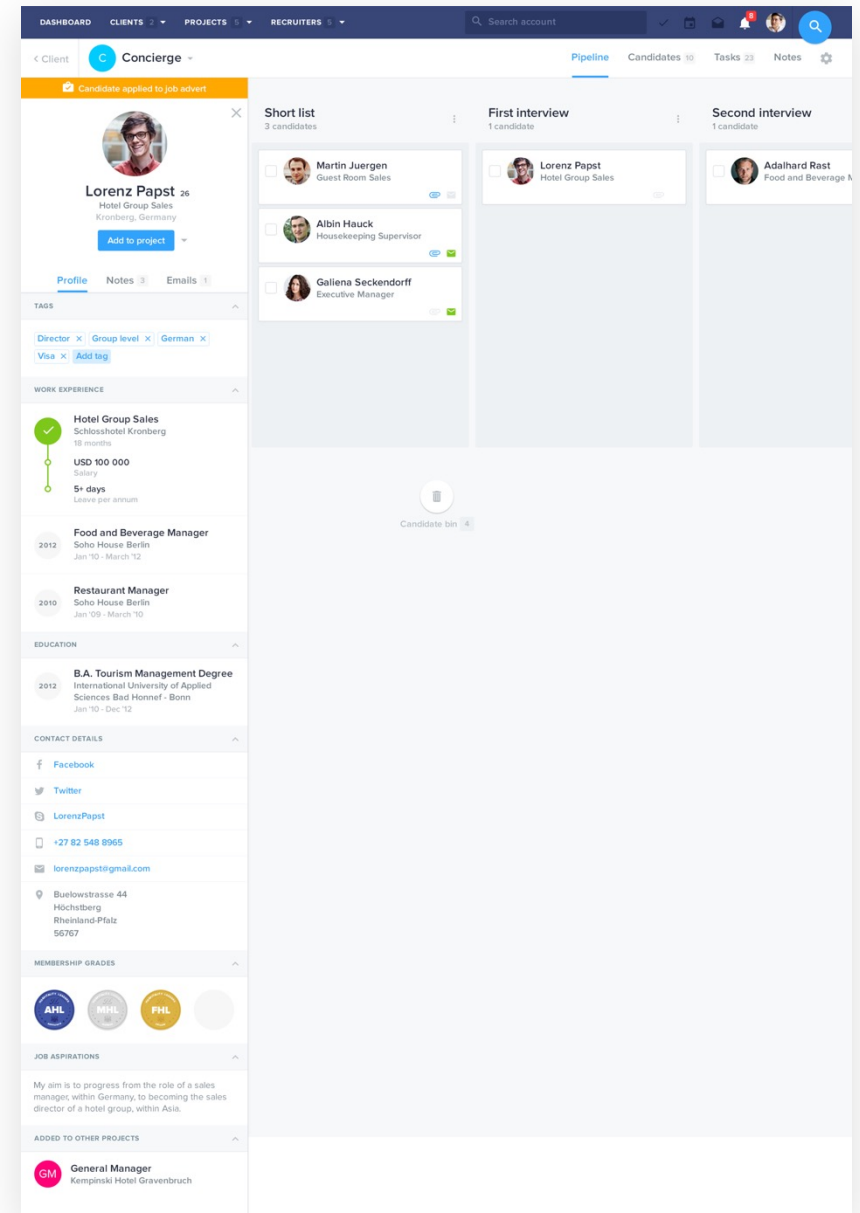 DASHBOARD CLIENTS 2 PROJECTS 5 RECRUITERS 5 Search account 8
< Client C Concierge Pipeline Candidates 10 Tasks 23 Notes
Candidate applied to job advert
Lorenz Papst 26
Hotel Group Sales
Kronberg, Germany
Add to project
Profile Notes 3 Emails 1
TAGS
Director × Group level × German ×
Visa × Add tag
WORK EXPERIENCE
Hotel Group Sales
Schlosshotel Kronberg
18 months
USD 100 000
Salary
5+ days
Leave per annum
Food and Beverage Manager
2012 Soho House Berlin
Jan '10 - March '12
Restaurant Manager
2010 Soho House Berlin
Jan '09 - March '10
EDUCATION
B.A. Tourism Management Degree
2012 International University of Applied
Sciences Bad Honnef - Bonn
Jan '10 - Dec '12
CONTACT DETAILS
Facebook
Twitter
LorenzPapst
+27 82 548 8965
lorenzpapst@gmail.com
Buelowstrasse 44
Höchstberg
Rheinland-Pfalz
56767
MEMBERSHIP GRADES
AHL MHL FHL
JOB ASPIRATIONS
My aim is to progress from the role of a sales
manager, within Germany, to becoming the sales
director of a hotel group, within Asia.
ADDED TO OTHER PROJECTS
GM General Manager
Kempinski Hotel Gravenbruch
Short list
3 candidates
Martin Juergen
Guest Room Sales
Albin Hauck
Housekeeping Supervisor
Galiena Seckendorff
Executive Manager
First interview
1 candidate
Lorenz Papst
Hotel Group Sales
Second interview
1 candidate
Adalhard Rast
Food and Beverage M
Candidate bin 4